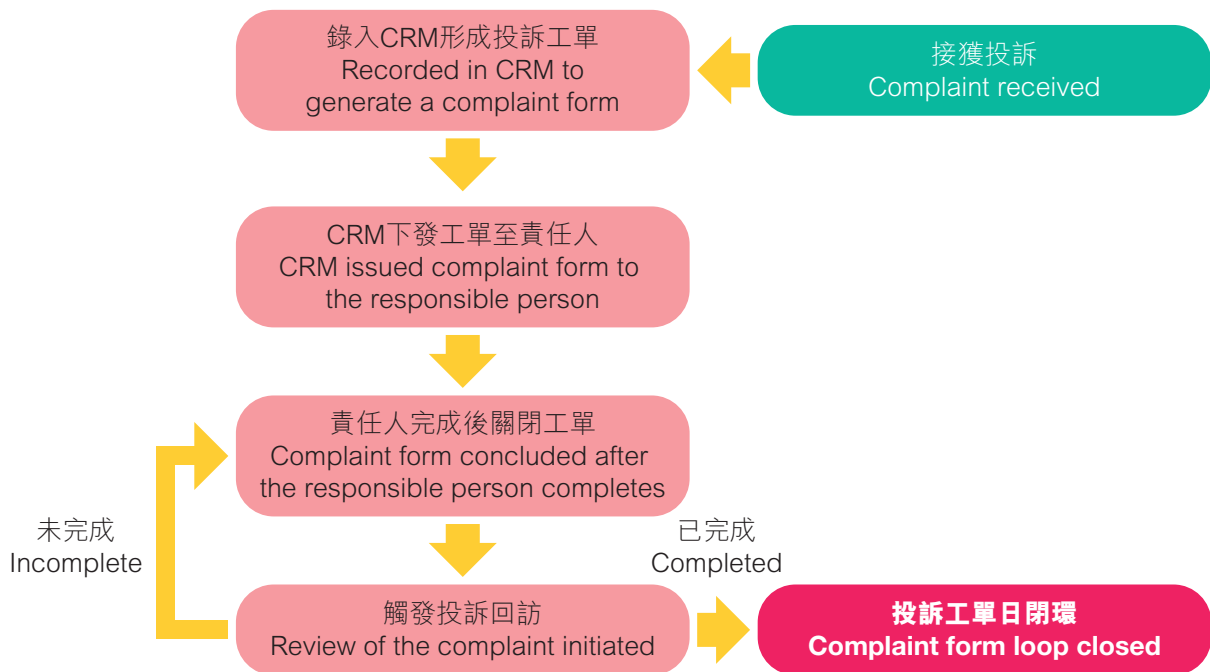 接獲投訴
Complaint received
錄入CRM形成投訴工單
Recorded in CRM to
generate a complaint form
CRM下發工單至責任人
CRM issued complaint form to
the responsible person
責任人完成後關閉工單
Complaint form concluded after
the responsible person completes
未完成
Incomplete
觸發投訴回訪
Review of the complaint initiated
已完成
Completed
投訴工單日閉環
Complaint form loop closed